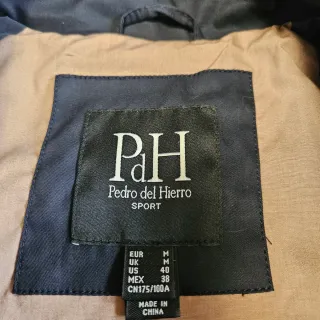 PdH
Pedro del Hierro
SPORT
EUR M
UK M
US 40
MEX 38
CN175/100A
MADE IN
CHINA